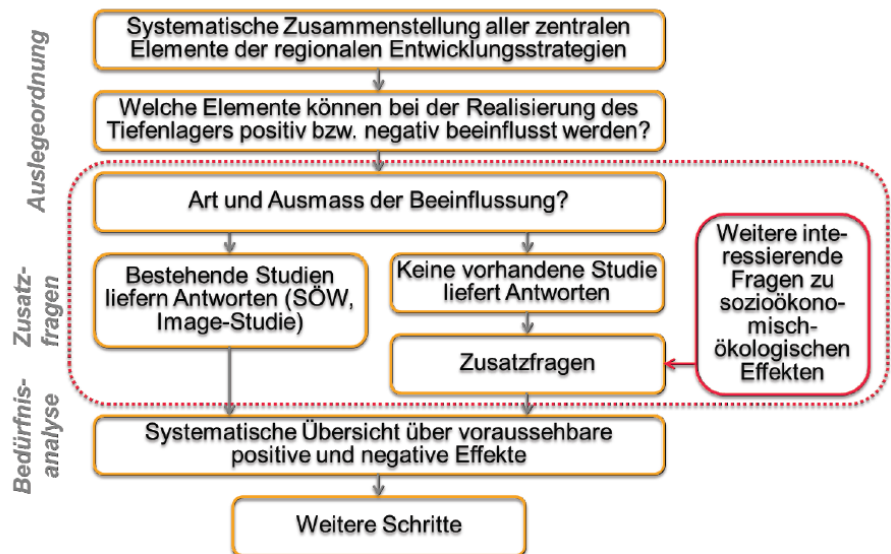 Auslegeordnung
Systematische Zusammenstellung aller zentralen
Elemente der regionalen Entwicklungsstrategien
Welche Elemente können bei der Realisierung des
Tiefenlagers positiv bzw. negativ beeinflusst werden?
Zusatz-
fragen
Art und Ausmass der Beeinflussung?
Bestehende Studien
liefern Antworten (SÖW,
Image-Studie)
Keine vorhandene Studie
liefert Antworten
Zusatzfragen
Weitere inte-
ressierende
Fragen zu
sozioökono-
misch-
ökologischen
Effekten
Bedürfnis-
analyse
Systematische Übersicht über voraussehbare
positive und negative Effekte
Weitere Schritte